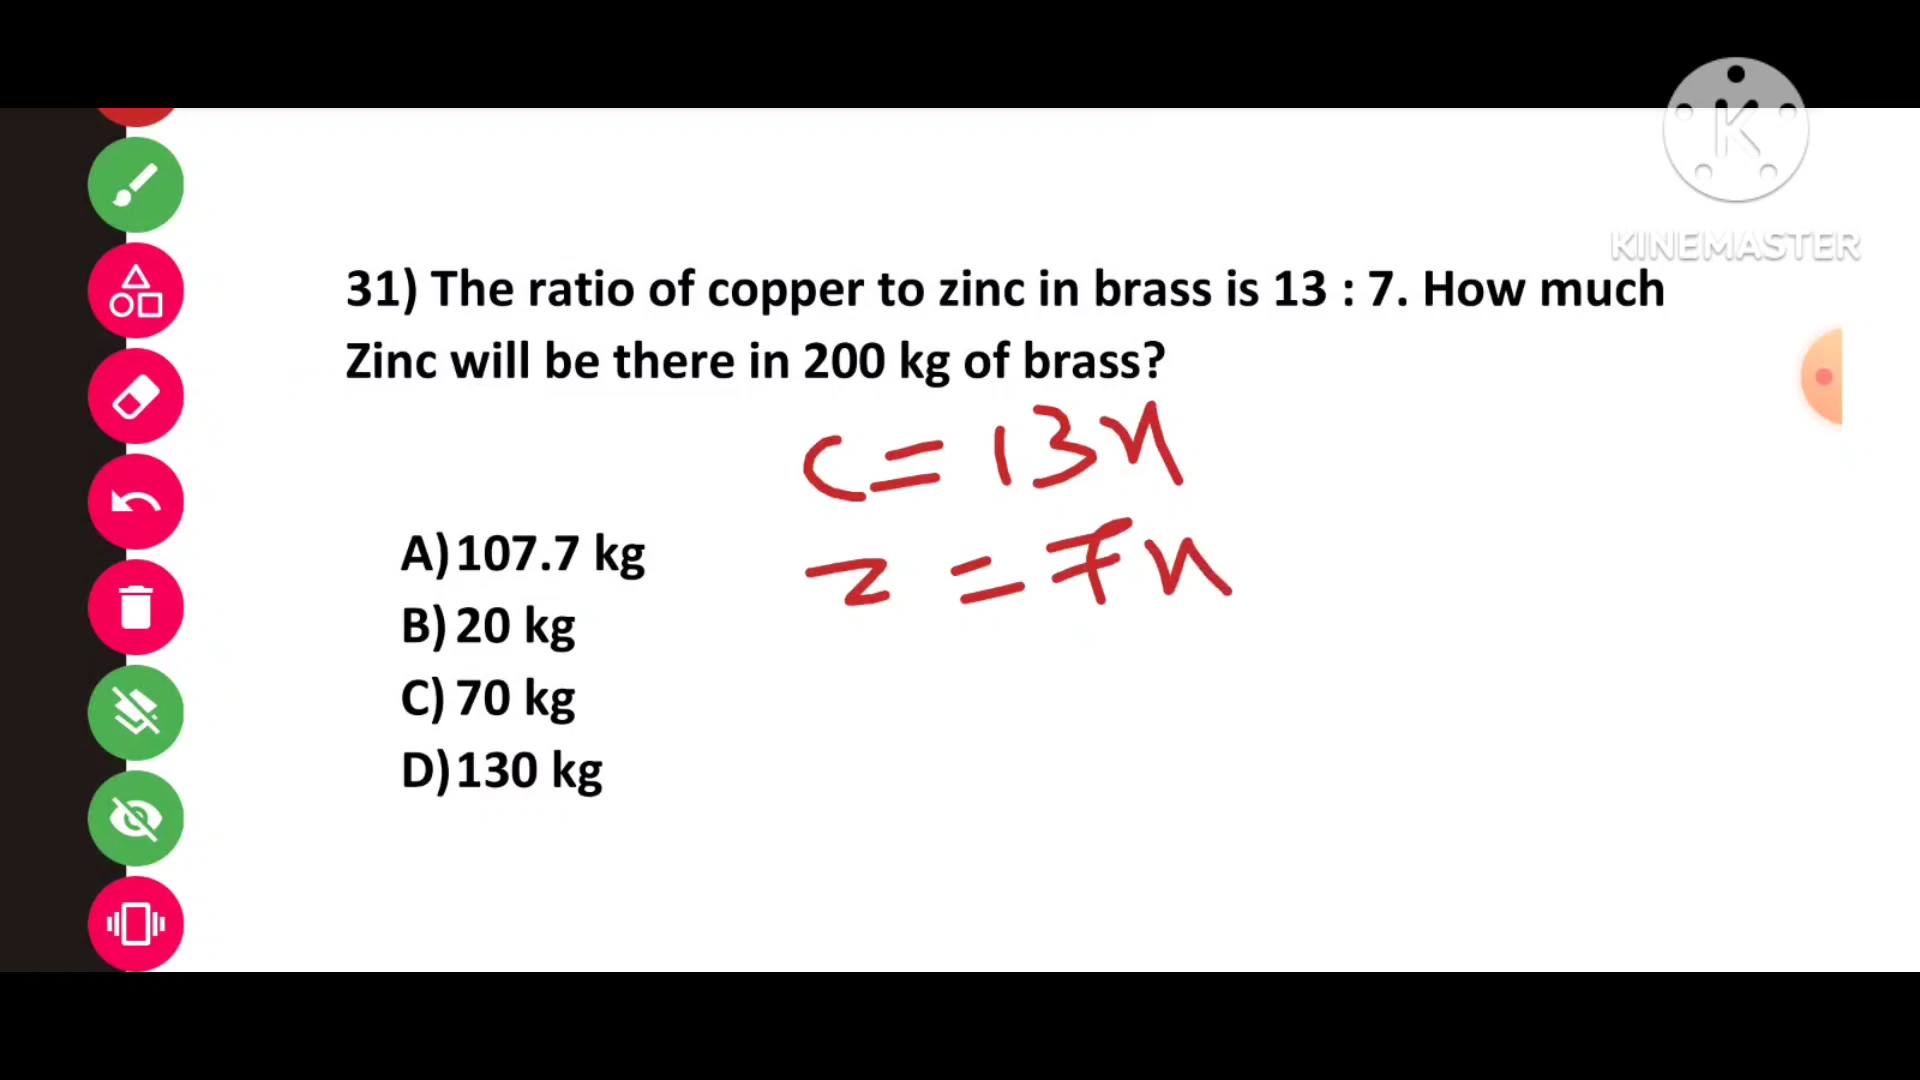 K
KINEMASTER
31) The ratio of copper to zinc in brass is 13 : 7. How much
Zinc will be there in 200 kg of brass?
C = 13x
z = 7x
A) 107.7 kg
B) 20 kg
C) 70 kg
D) 130 kg